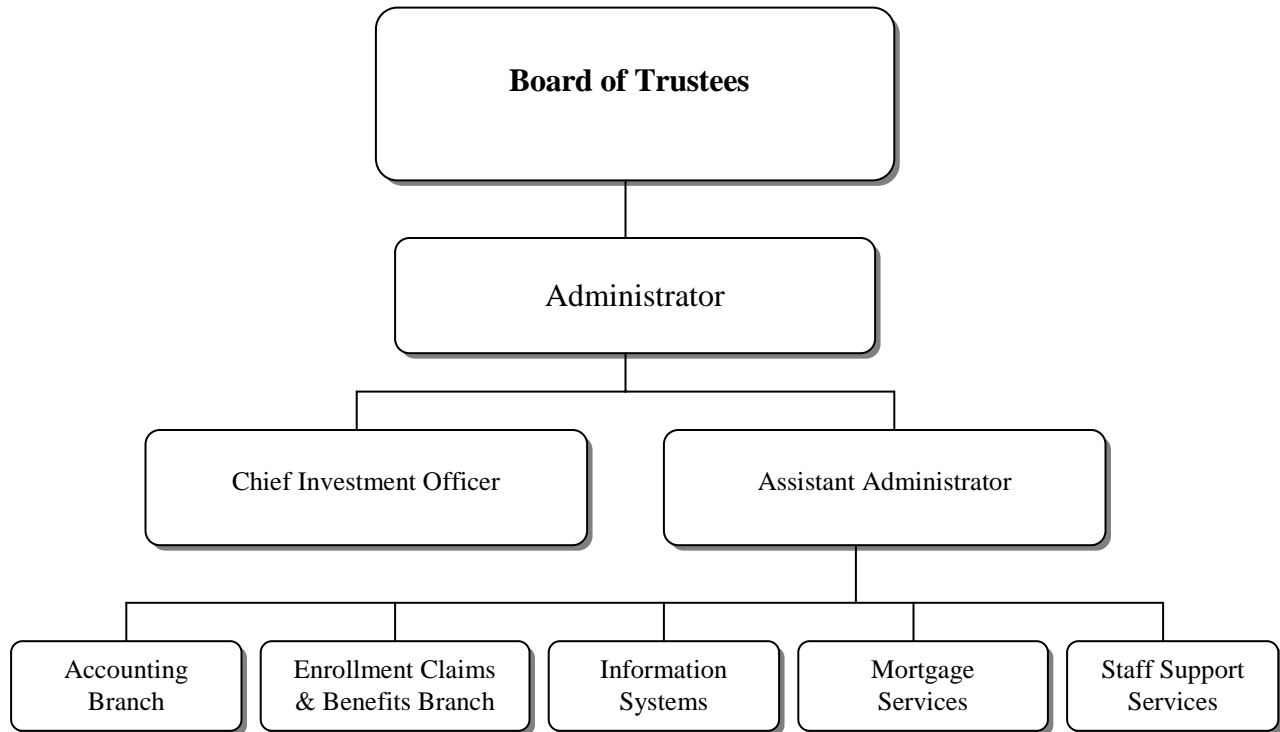 Board of Trustees
Administrator
Chief Investment Officer
Assistant Administrator
Accounting
Branch
Enrollment Claims
& Benefits Branch
Information
Systems
Mortgage
Services
Staff Support
Services